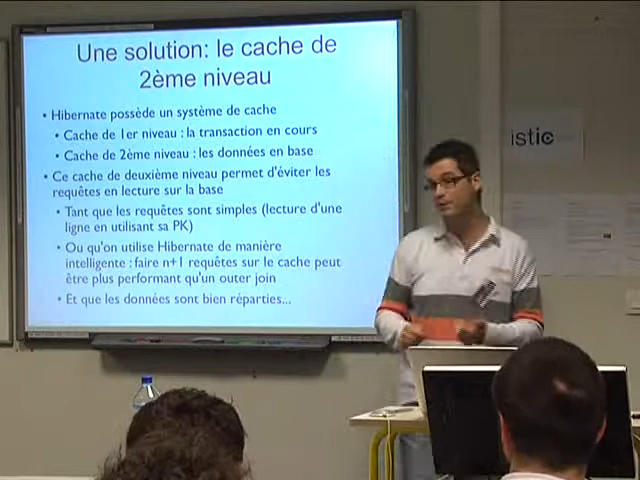 Une solution: le cache de
2ème niveau
• Hibernate possède un système de cache
• Cache de 1er niveau : la transaction en cours
• Cache de 2ème niveau : les données en base
• Ce cache de deuxième niveau permet d'éviter les
requêtes en lecture sur la base
• Tant que les requêtes sont simples (lecture d'une
ligne en utilisant sa PK)
• Ou qu'on utilise Hibernate de manière
intelligente : faire n+1 requêtes sur le cache peut
être plus performant qu'un outer join
• Et que les données sont bien réparties...
istic